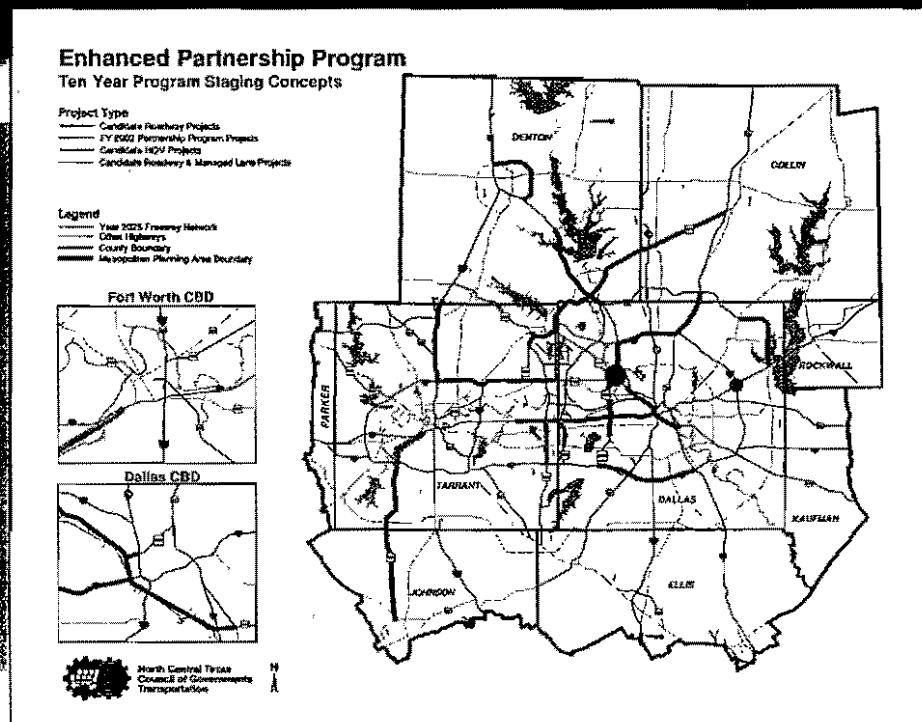 Enhanced Partnership Program
Ten Year Program Staging Concepts
Project Type
Candidate Roadway Projects
FY 2002 Partnership Program Projects
Candidate HOV Projects
Candidate Roadway & Managed Lane Projects
Legend
Year 2025 Freeway Network
Other Highways
County Boundary
Metropolitan Planning Area Boundary
Fort Worth CBD
Dallas CBD
DENTON
COLLIN
PARKER
ROCKWALL
TARRANT
DALLAS
KAUFMAN
JOHNSON
ELLIS
North Central Texas
Council of Governments
Transportation
N